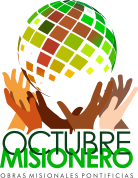 OCTUBRE
MISIONERO
OBRAS MISIONALES PONTIFICIAS